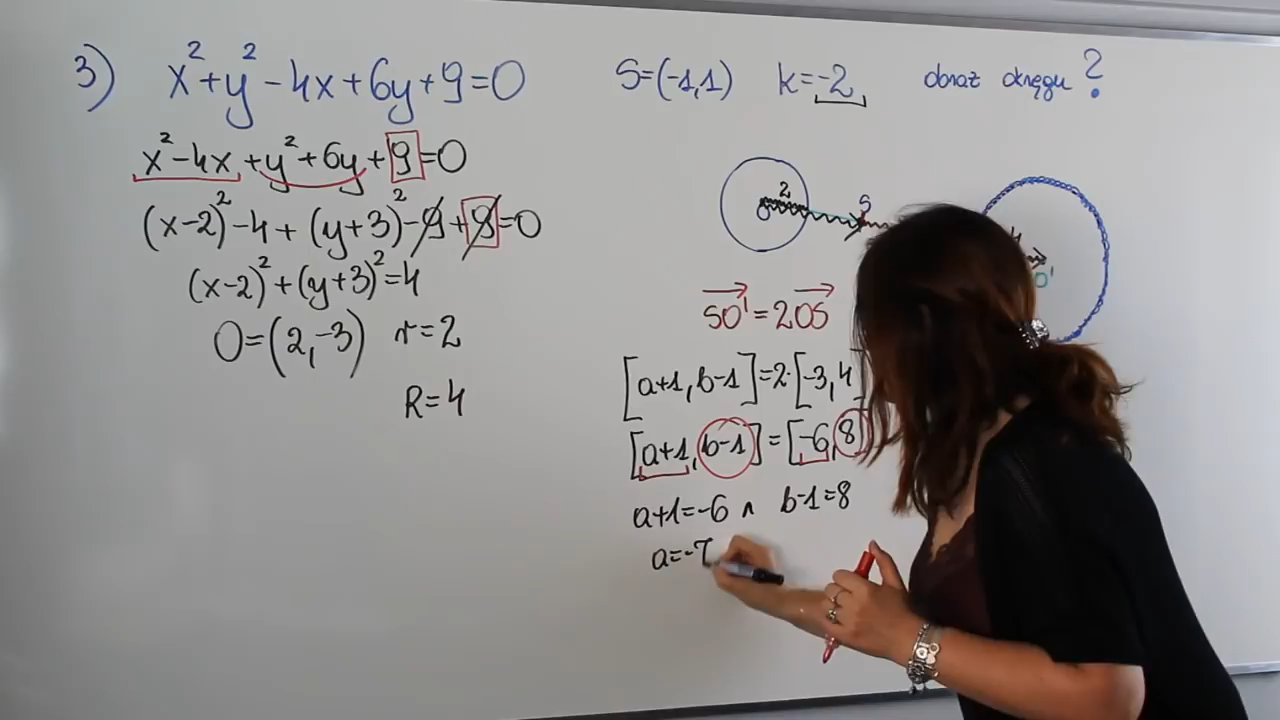 3) x²+y²-4x+6y+9=0
S=(-1,1) k=-2 obraz okręgu?
x²-4x+y²+6y+9=0
(x-2)²-4+(y+3)²-9+9=0
(x-2)²+(y+3)²=4
O=(2,-3) r=2
R=4
2
O
S
O'
SO'=2OS
[a+1,b-1]=2·[-3,4]
[a+1,b-1]=[-6,8]
a+1=-6 ∧ b-1=8
a=-7